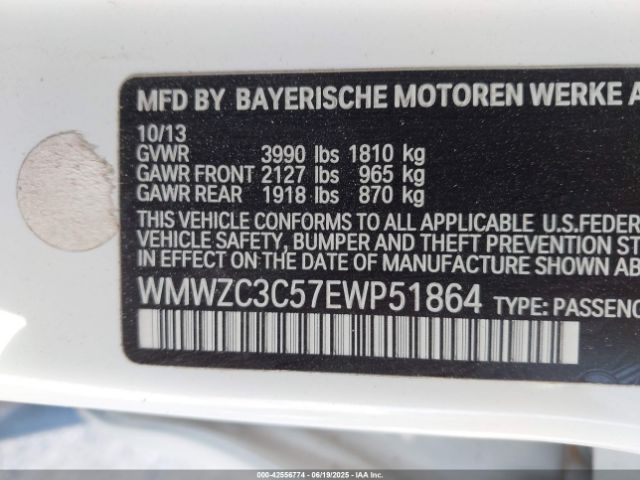 MFD BY BAYERISCHE MOTOREN WERKE A
10/13
GVWR 3990 lbs 1810 kg
GAWR FRONT 2127 lbs 965 kg
GAWR REAR 1918 lbs 870 kg
THIS VEHICLE CONFORMS TO ALL APPLICABLE U.S.FEDER
VEHICLE SAFETY, BUMPER AND THEFT PREVENTION ST
IN EFFECT ON THE DATE OF MANUFACTURE SHOWN ABO
WMWZC3C57EWP51864 TYPE: PASSENG
000-42556774 - 06/19/2025 - IAA, Inc.